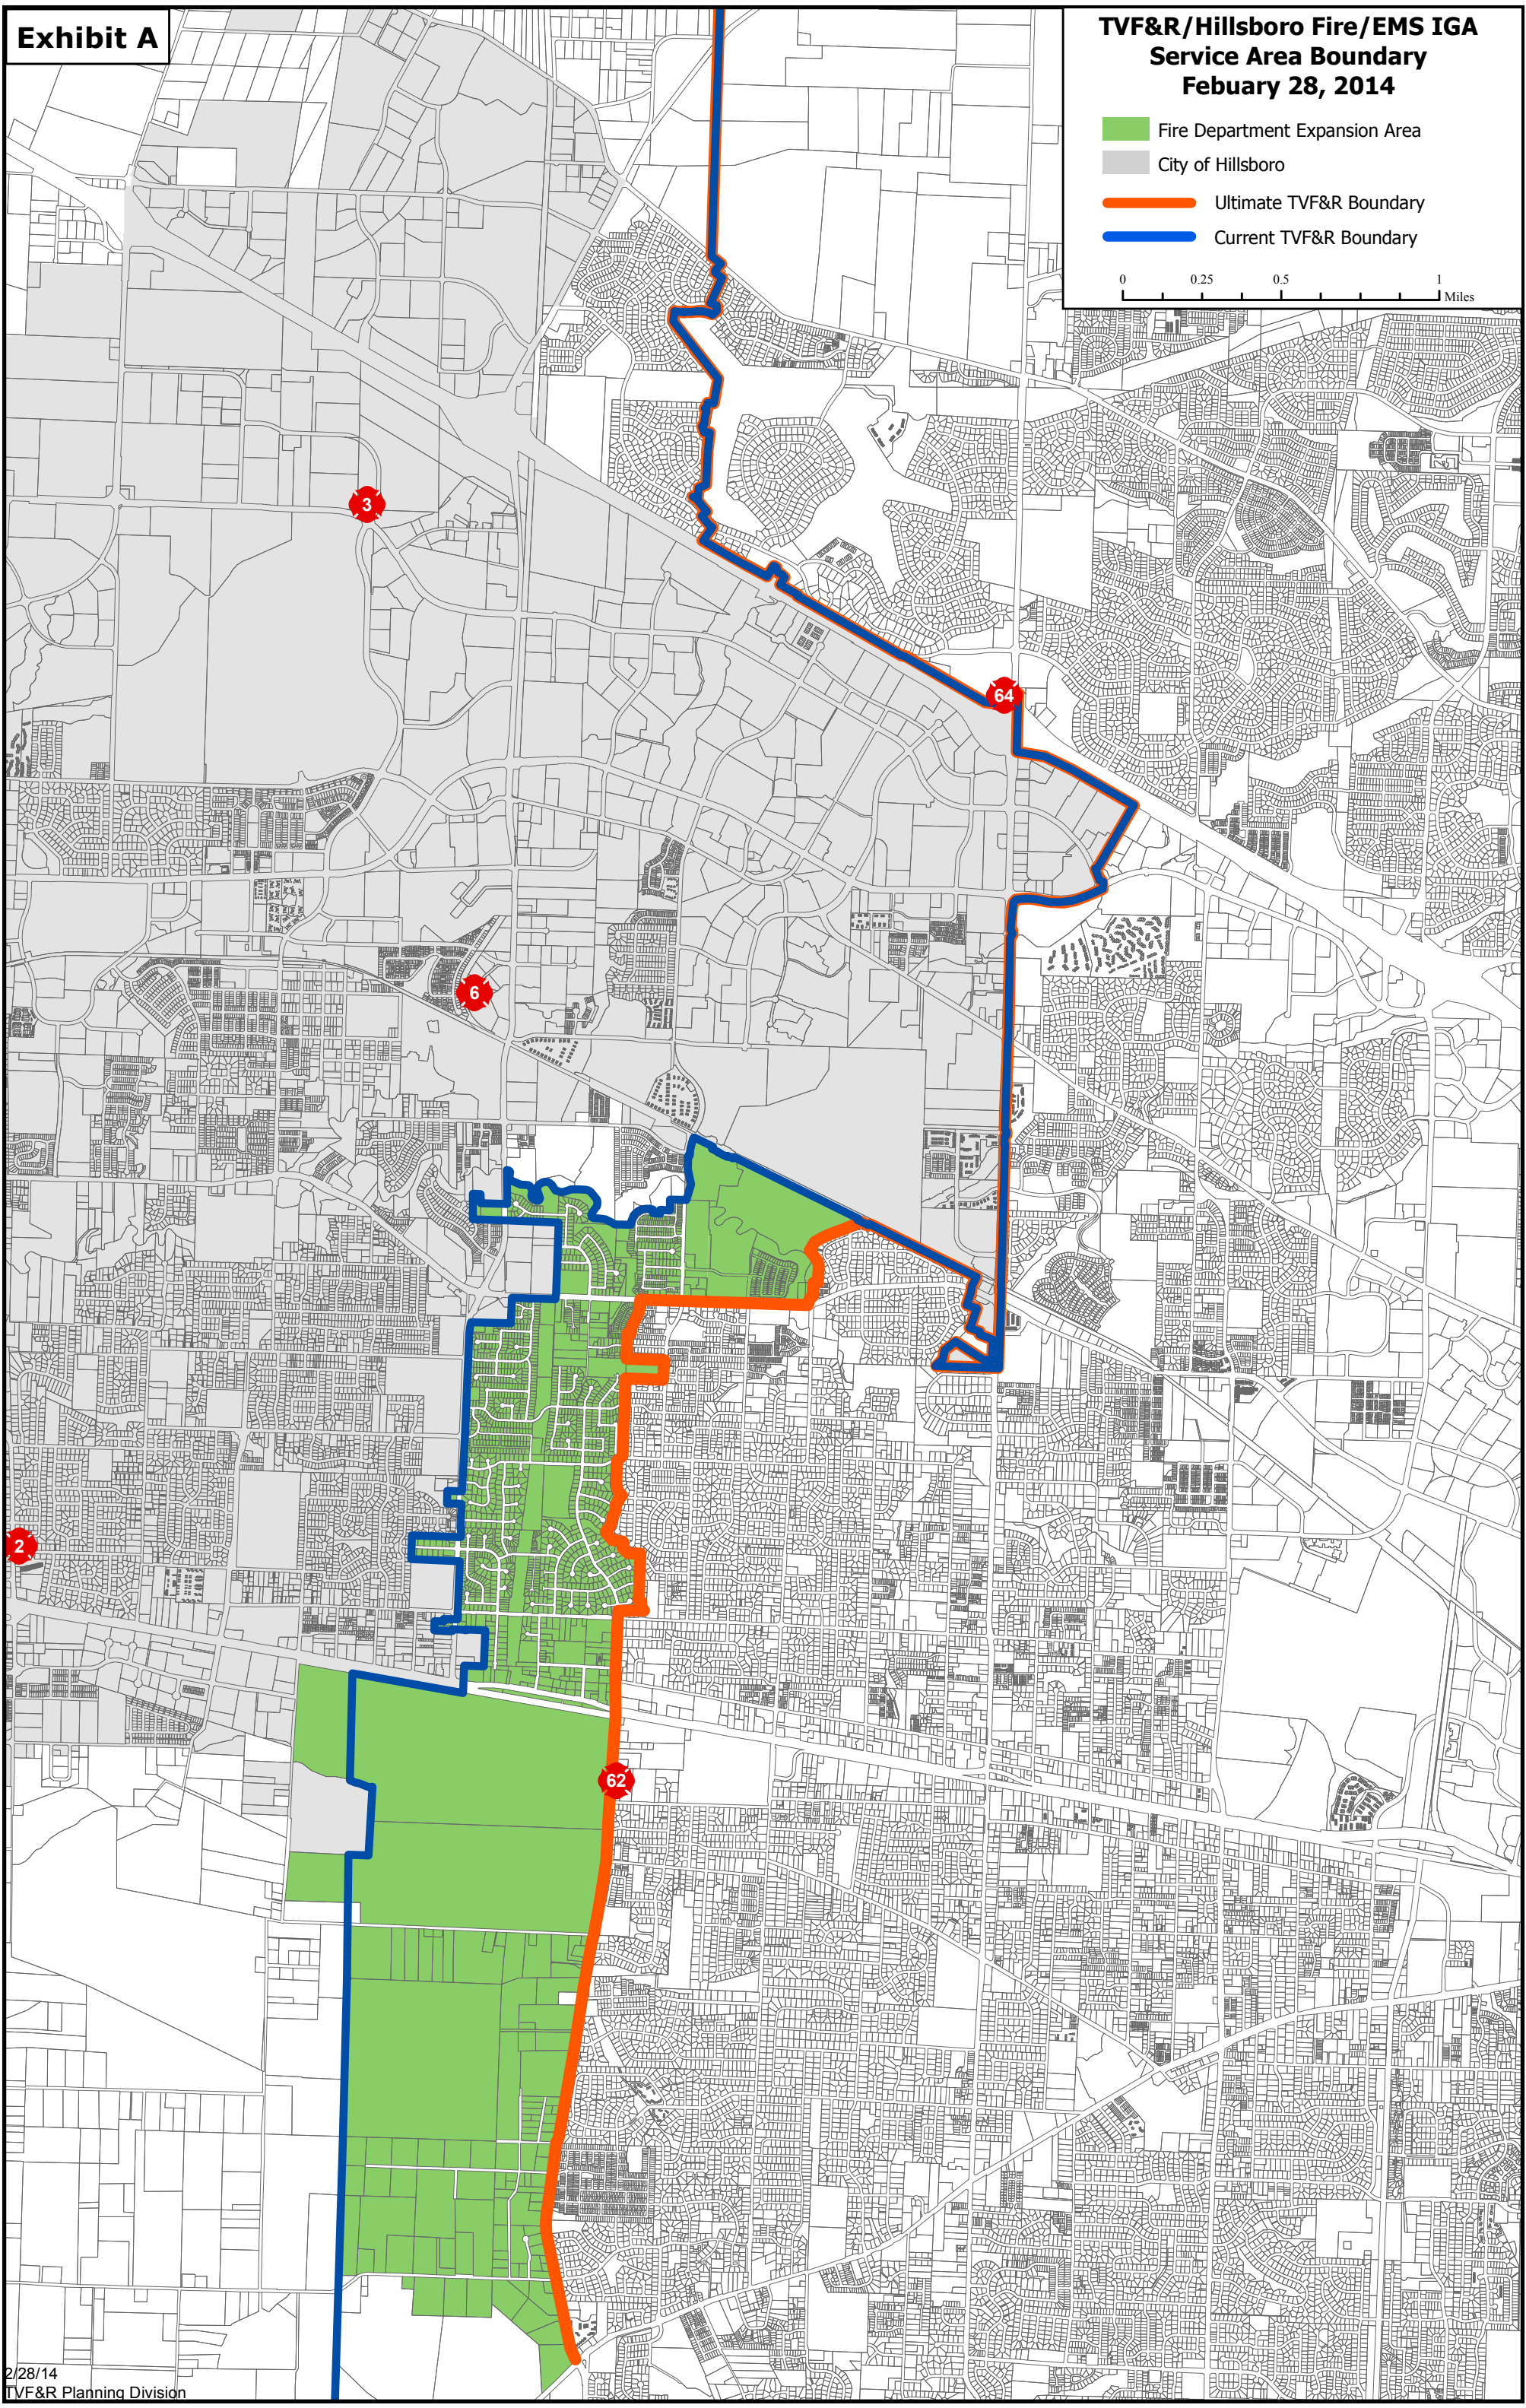 Exhibit A
TVF&R/Hillsboro Fire/EMS IGA
Service Area Boundary
Febuary 28, 2014
Fire Department Expansion Area
City of Hillsboro
Ultimate TVF&R Boundary
Current TVF&R Boundary
0 0.25 0.5 1
Miles
3
64
6
2
62
2/28/14
TVF&R Planning Division